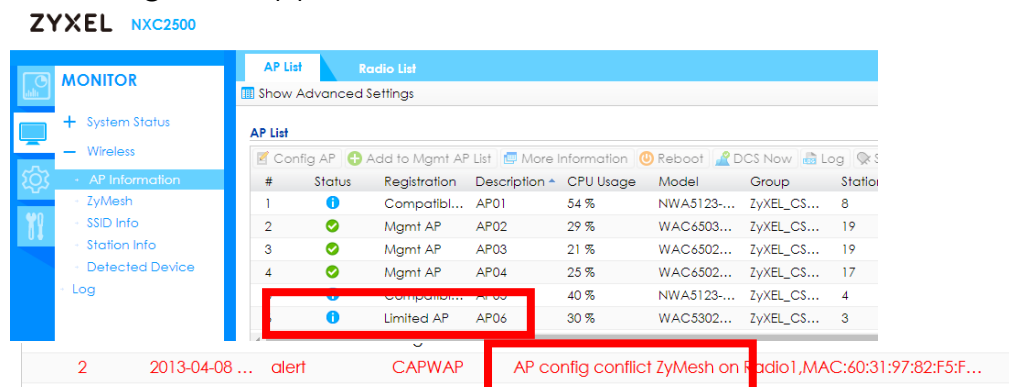 ZYXEL NXC2500
AP List Radio List
MONITOR
Show Advanced Settings
+ System Status
AP List
− Wireless
Config AP Add to Mgmt AP List More Information Reboot DCS Now Log
· AP Information
# Status Registration Description CPU Usage Model Group Station
· ZyMesh
1 Compatibl... AP01 54 % NWA5123-... ZyXEL_CS... 8
· SSID Info
2 Mgmt AP AP02 29 % WAC6503... ZyXEL_CS... 19
· Station Info
3 Mgmt AP AP03 21 % WAC6502... ZyXEL_CS... 19
· Detected Device
4 Mgmt AP AP04 25 % WAC6502... ZyXEL_CS... 17
· Log
40 % NWA5123-... ZyXEL_CS... 4
Limited AP AP06 30 % WAC5302... ZyXEL_CS... 3
2 2013-04-08 ... alert CAPWAP AP config conflict ZyMesh on Radio1,MAC:60:31:97:82:F5:F...